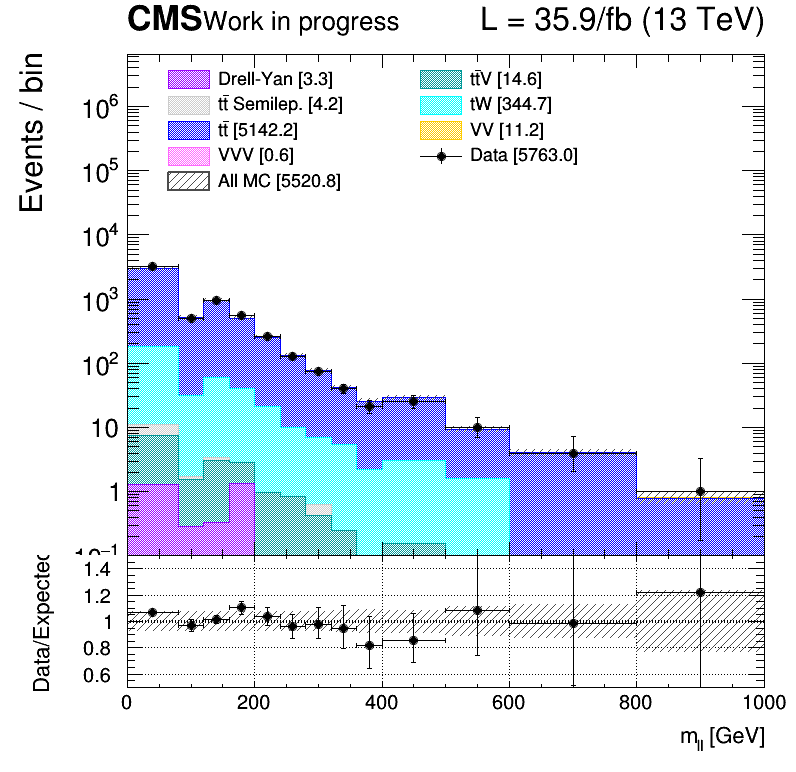 CMS Work in progress L = 35.9/fb (13 TeV)
Events / bin
Drell-Yan [3.3]
tt̄ Semilep. [4.2]
tt̄ [5142.2]
VVV [0.6]
All MC [5520.8]
tt̄V [14.6]
tW [344.7]
VV [11.2]
Data [5763.0]
10⁶
10⁵
10⁴
10³
10²
10
1
10⁻¹
Data/Expected
1.4
1.2
1
0.8
0.6
0 200 400 600 800 1000
m_ll [GeV]